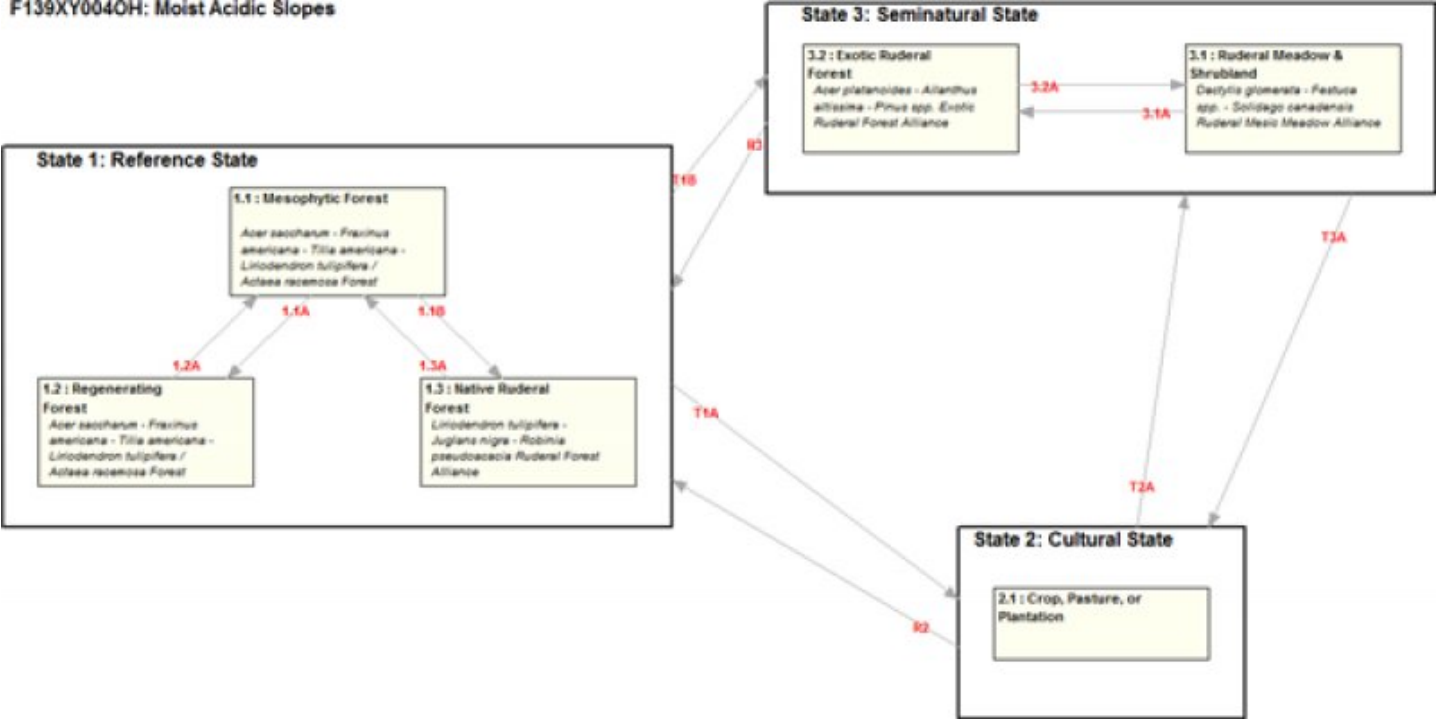 F139XY004OH: Moist Acidic Slopes
State 3: Seminatural State
3.2 : Exotic Ruderal
Forest
Acer platanoides - Ailanthus
altissima - Pinus spp. Exotic
Ruderal Forest Alliance
3.2A
3.1A
3.1 : Ruderal Meadow &
Shrubland
Dactylis glomerata - Festuca
spp. - Solidago canadensis
Ruderal Mesic Meadow Alliance
R3
T1B
State 1: Reference State
1.1 : Mesophytic Forest
Acer saccharum - Fraxinus
americana - Tilia americana -
Liriodendron tulipifera /
Actaea racemosa Forest
1.1A
1.1B
1.2A
1.3A
1.2 : Regenerating
Forest
Acer saccharum - Fraxinus
americana - Tilia americana -
Liriodendron tulipifera /
Actaea racemosa Forest
1.3 : Native Ruderal
Forest
Liriodendron tulipifera -
Juglans nigra - Robinia
pseudoacacia Ruderal Forest
Alliance
T3A
T1A
T2A
R2
State 2: Cultural State
2.1 : Crop, Pasture, or
Plantation